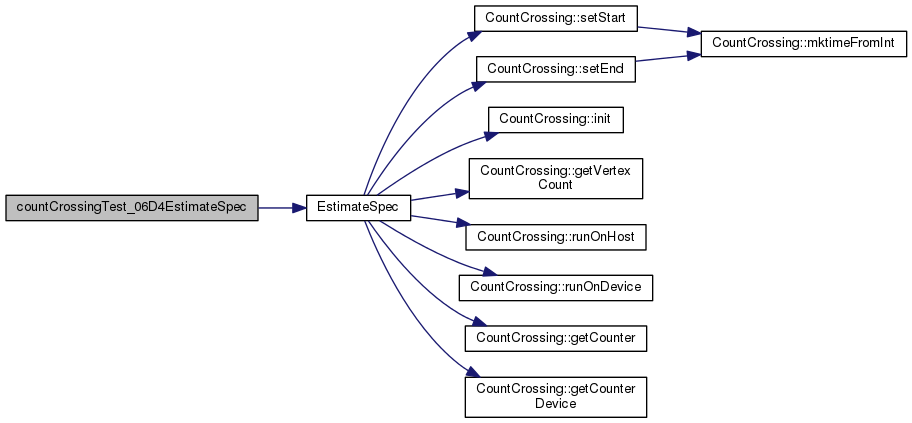 countCrossingTest_06D4EstimateSpec
EstimateSpec
CountCrossing::setStart
CountCrossing::setEnd
CountCrossing::mktimeFromInt
CountCrossing::init
CountCrossing::getVertex
Count
CountCrossing::runOnHost
CountCrossing::runOnDevice
CountCrossing::getCounter
CountCrossing::getCounter
Device